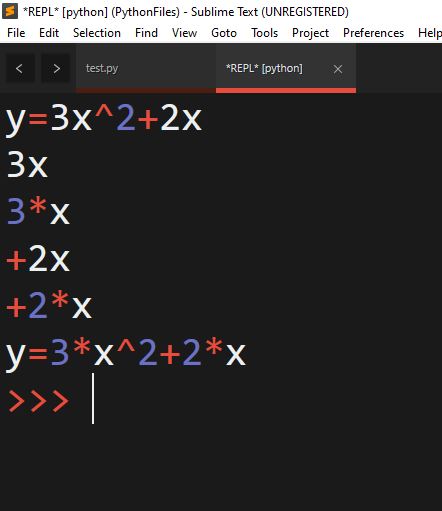 *REPL* [python] (PythonFiles) - Sublime Text (UNREGISTERED)
File Edit Selection Find View Goto Tools Project Preferences Help
test.py *REPL* [python]
y=3x^2+2x
3x
3*x
+2x
+2*x
y=3*x^2+2*x
>>>